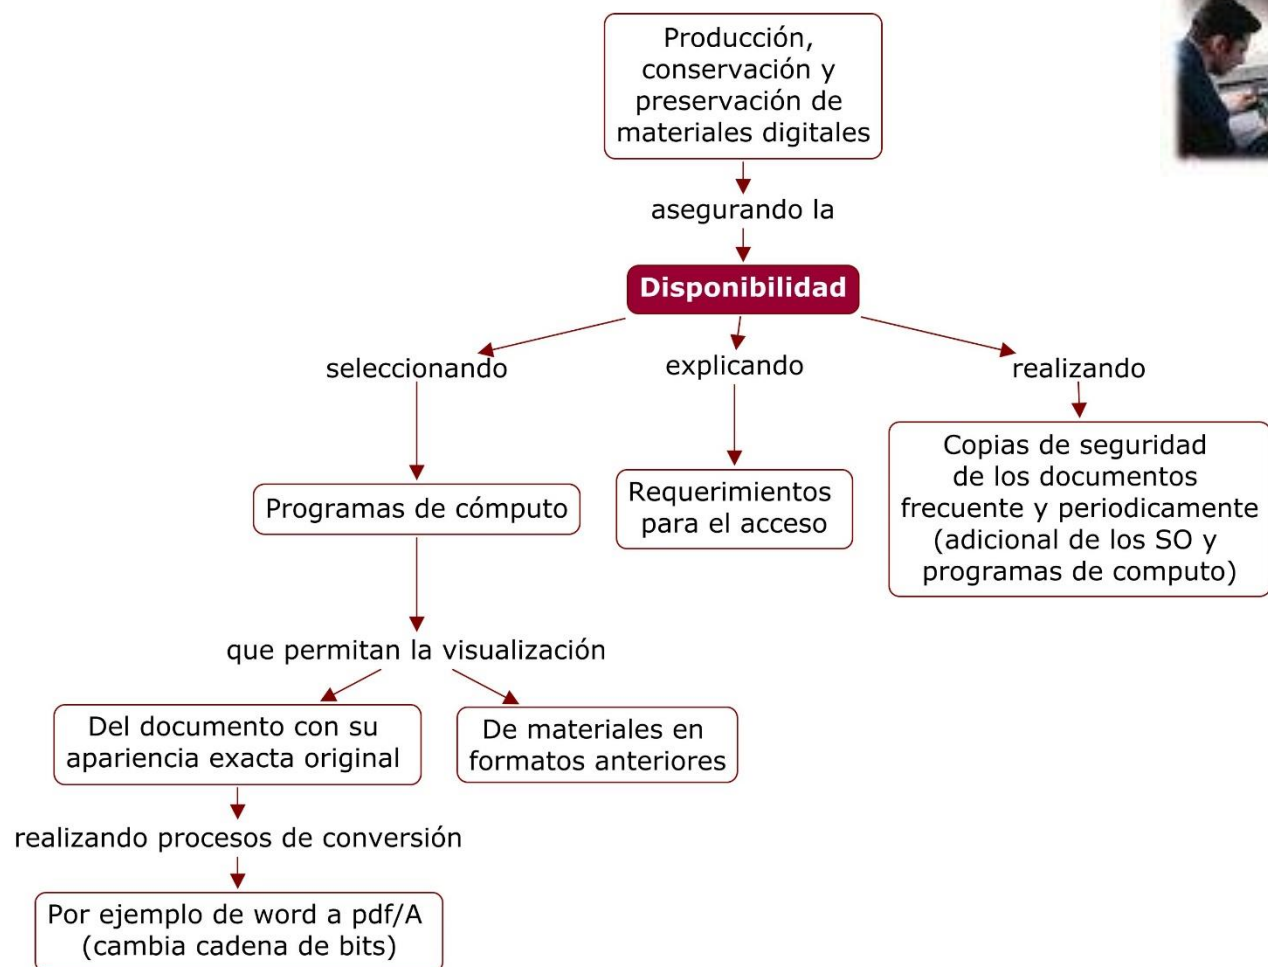 Producción,
conservación y
preservación de
materiales digitales
asegurando la
Disponibilidad
seleccionando
explicando
realizando
Programas de cómputo
Requerimientos
para el acceso
Copias de seguridad
de los documentos
frecuente y periodicamente
(adicional de los SO y
programas de computo)
que permitan la visualización
Del documento con su
apariencia exacta original
De materiales en
formatos anteriores
realizando procesos de conversión
Por ejemplo de word a pdf/A
(cambia cadena de bits)